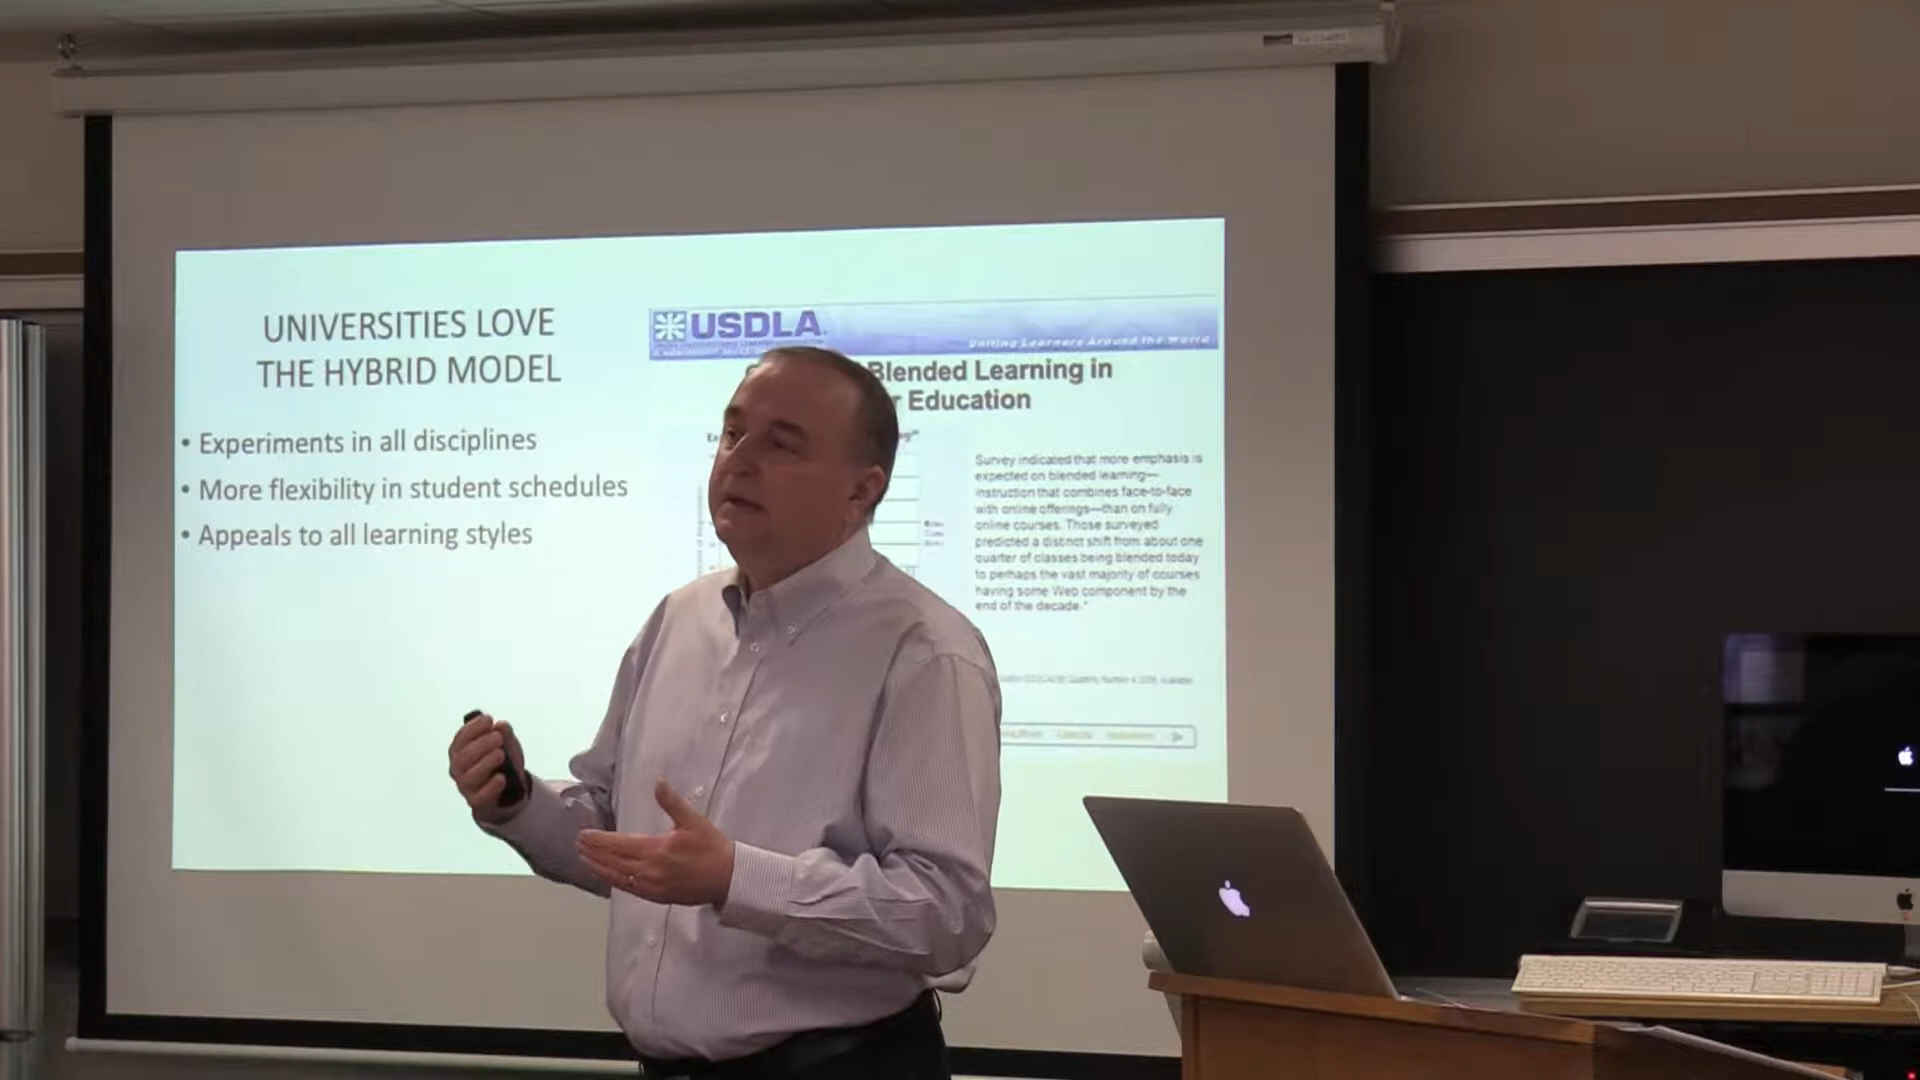 UNIVERSITIES LOVE
THE HYBRID MODEL
• Experiments in all disciplines
• More flexibility in student schedules
• Appeals to all learning styles
USDLA
Uniting Learners Around the World
Blended Learning in
r Education
Survey indicated that more emphasis is
expected on blended learning—
instruction that combines face-to-face
with online offerings—than on fully
online courses. Those surveyed
predicted a distinct shift from about one
quarter of classes being blended today
to perhaps the vast majority of courses
having some Web component by the
end of the decade."